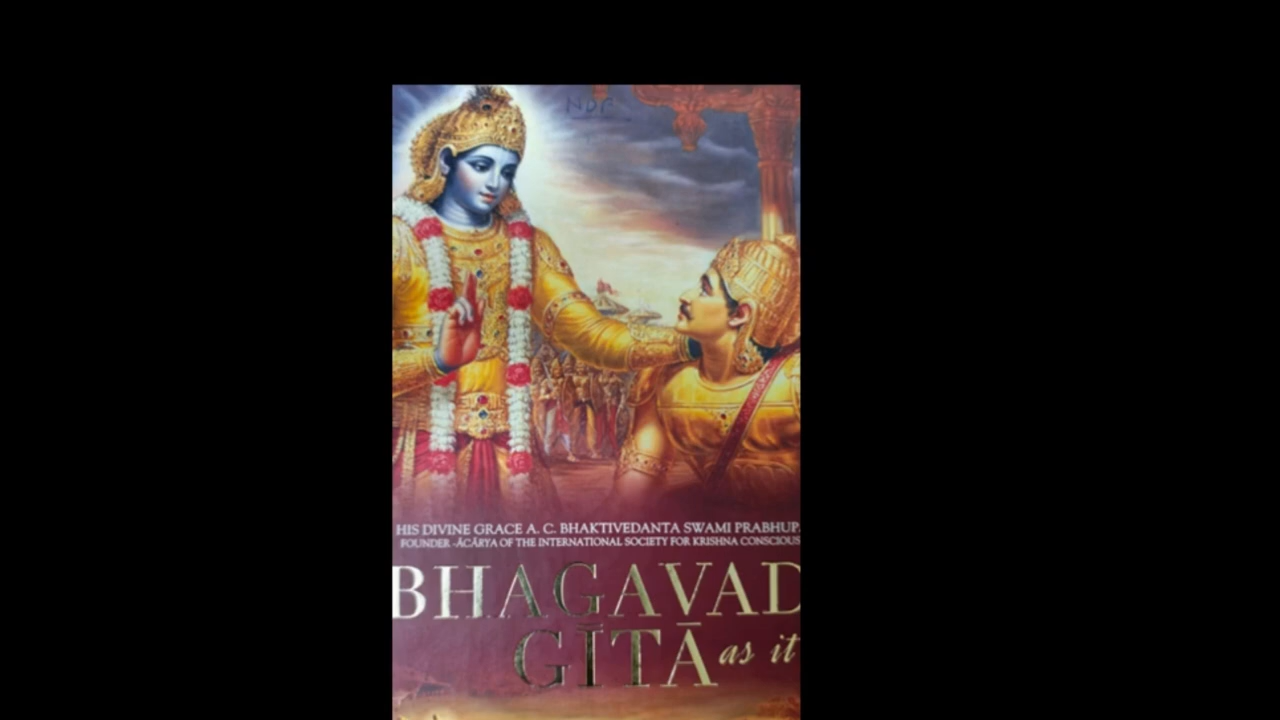 NDP
HIS DIVINE GRACE A. C. BHAKTIVEDANTA SWAMI PRABHUP
FOUNDER -ĀCĀRYA OF THE INTERNATIONAL SOCIETY FOR KRISHNA CONSCIOUS
BHAGAVAD
GĪTĀ as it